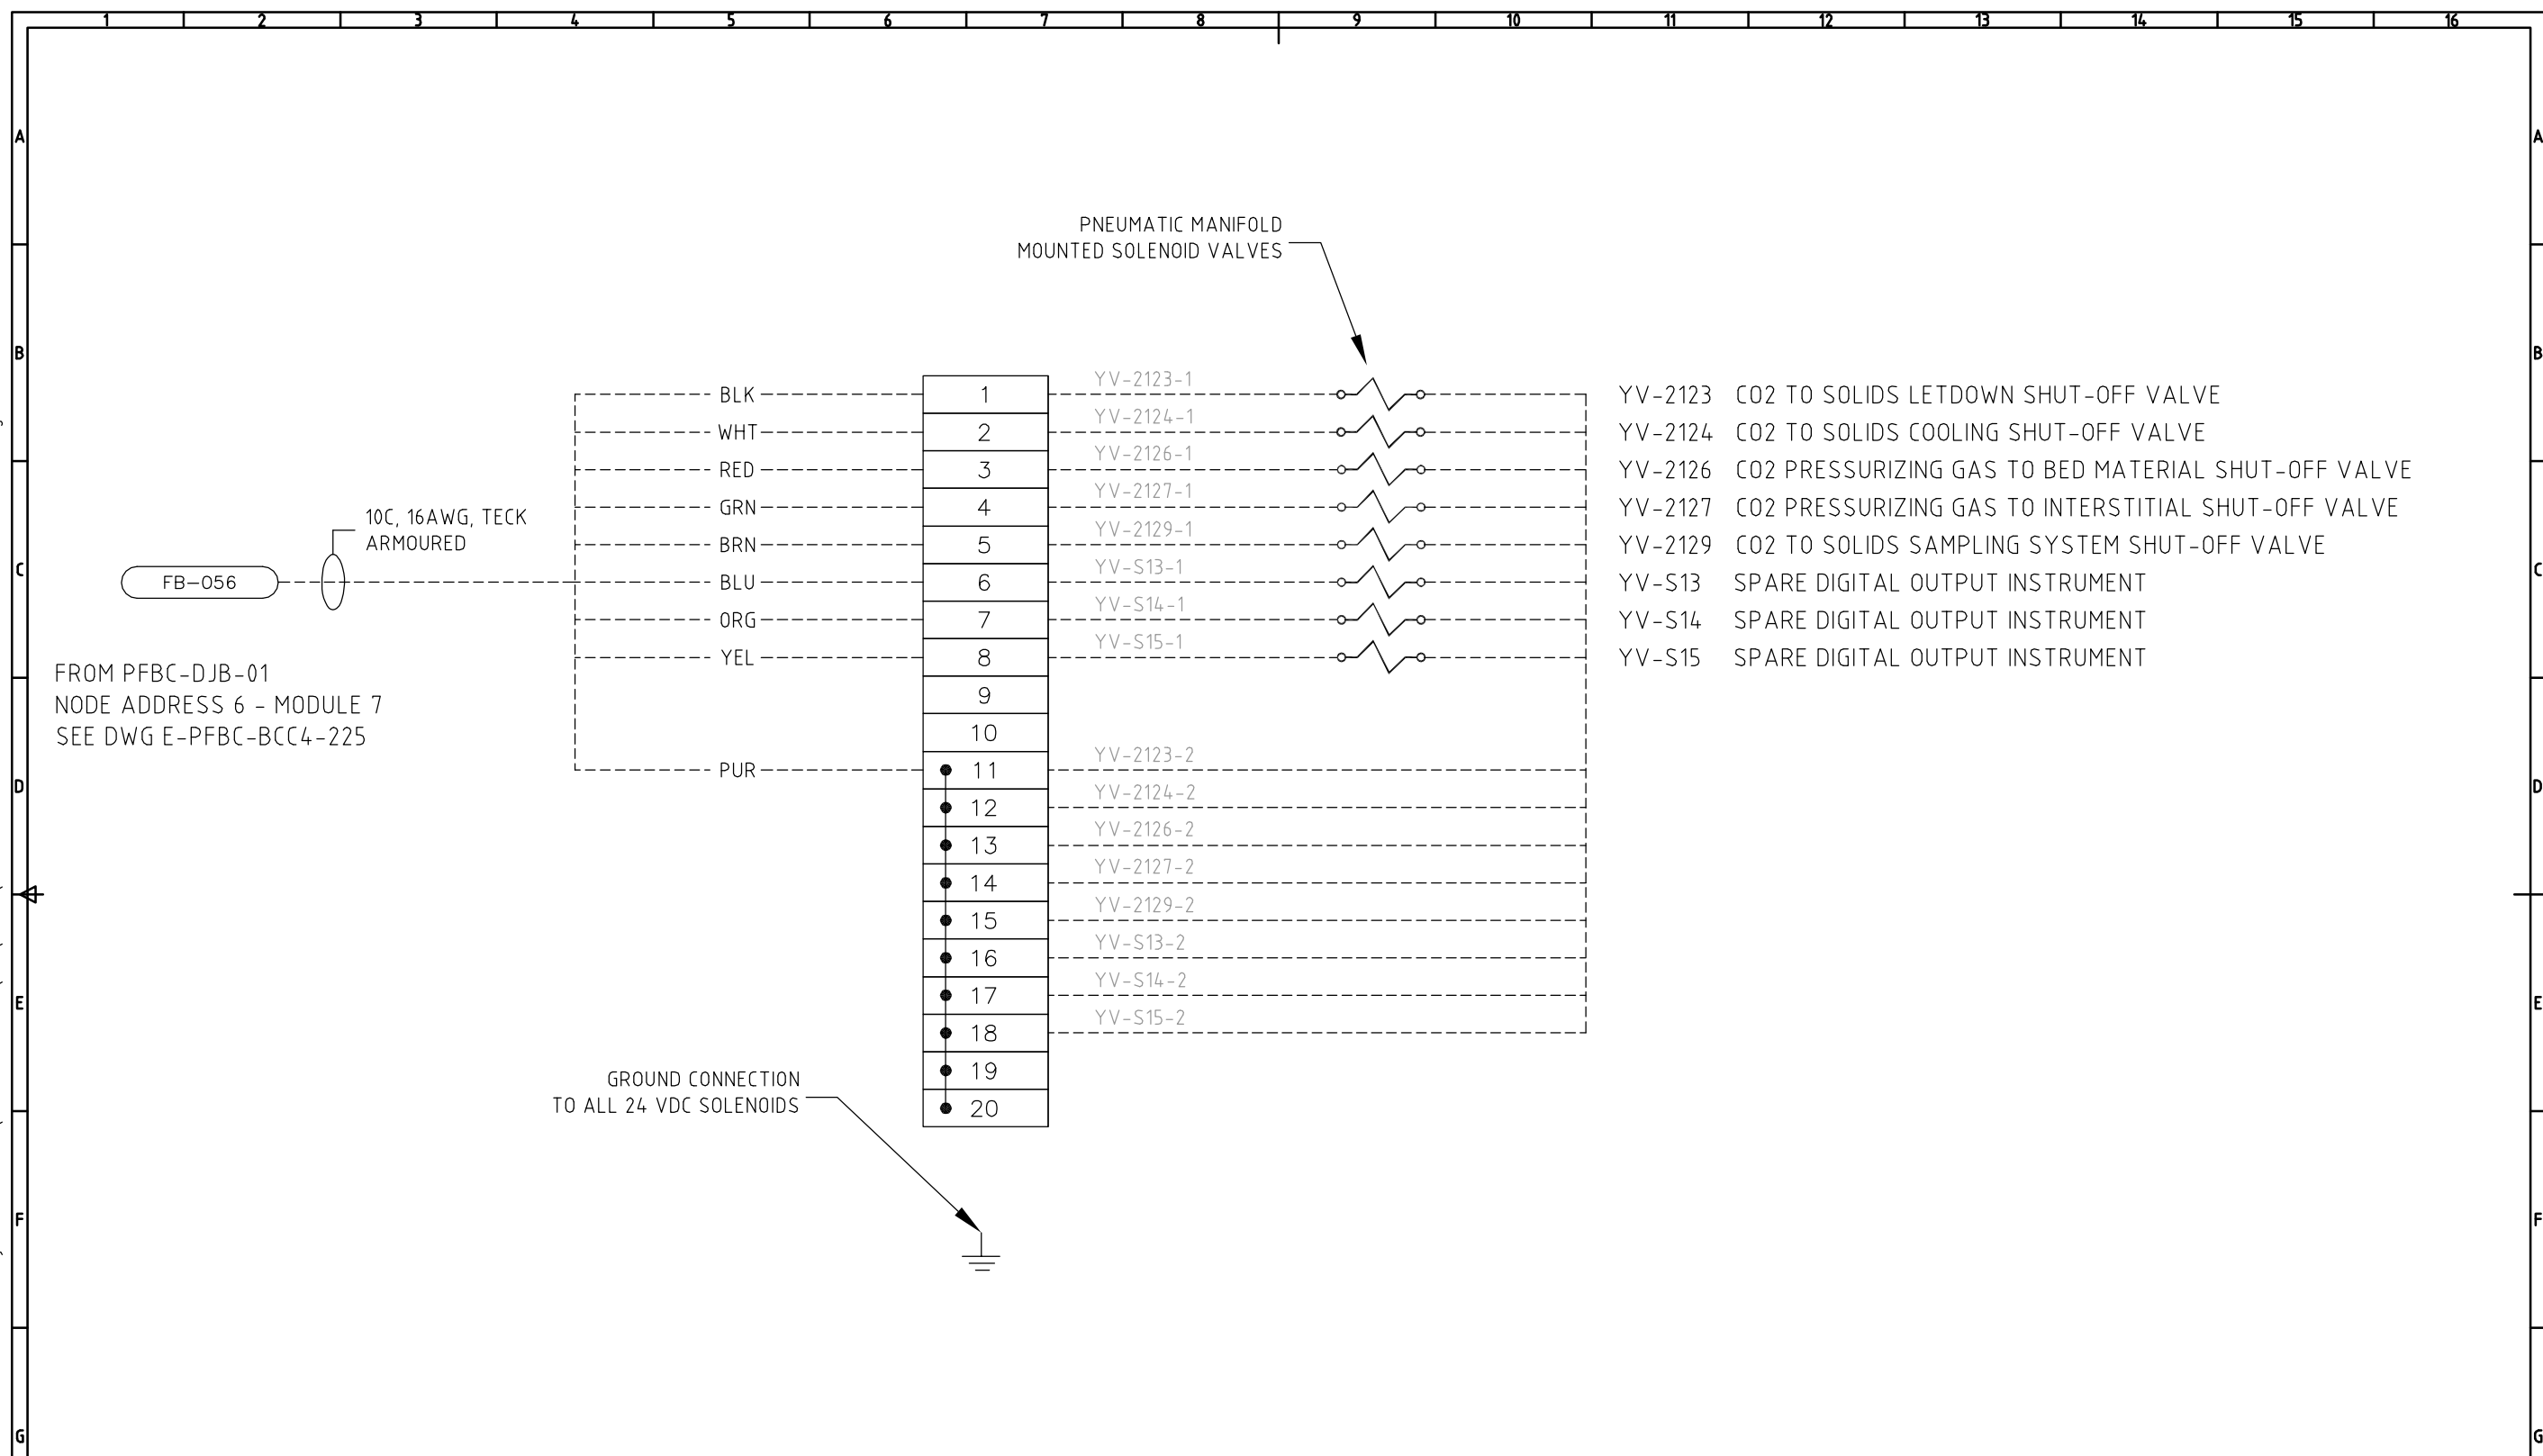 1 2 3 4 5 6 7 8 9 10 11 12 13 14 15 16
A A
PNEUMATIC MANIFOLD
MOUNTED SOLENOID VALVES
B B
BLK 1 YV-2123-1 YV-2123 CO2 TO SOLIDS LETDOWN SHUT-OFF VALVE
WHT 2 YV-2124-1 YV-2124 CO2 TO SOLIDS COOLING SHUT-OFF VALVE
RED 3 YV-2126-1 YV-2126 CO2 PRESSURIZING GAS TO BED MATERIAL SHUT-OFF VALVE
GRN 4 YV-2127-1 YV-2127 CO2 PRESSURIZING GAS TO INTERSTITIAL SHUT-OFF VALVE
10C, 16AWG, TECK
ARMOURED
BRN 5 YV-2129-1 YV-2129 CO2 TO SOLIDS SAMPLING SYSTEM SHUT-OFF VALVE
C C
FB-056 BLU 6 YV-S13-1 YV-S13 SPARE DIGITAL OUTPUT INSTRUMENT
ORG 7 YV-S14-1 YV-S14 SPARE DIGITAL OUTPUT INSTRUMENT
YEL 8 YV-S15-1 YV-S15 SPARE DIGITAL OUTPUT INSTRUMENT
FROM PFBC-DJB-01
NODE ADDRESS 6 - MODULE 7
SEE DWG E-PFBC-BCC4-225
9
10
PUR 11 YV-2123-2
D D
12 YV-2124-2
13 YV-2126-2
14 YV-2127-2
15 YV-2129-2
16 YV-S13-2
17 YV-S14-2
E E
18 YV-S15-2
19
20
GROUND CONNECTION
TO ALL 24 VDC SOLENOIDS
F F
G G